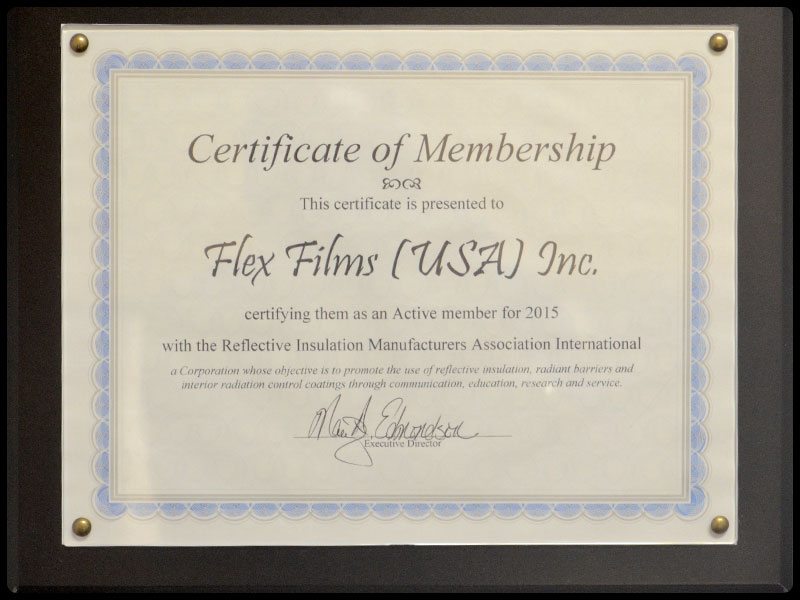 Certificate of Membership
This certificate is presented to
Flex Films (USA) Inc.
certifying them as an Active member for 2015
with the Reflective Insulation Manufacturers Association International
a Corporation whose objective is to promote the use of reflective insulation, radiant barriers and
interior radiation control coatings through communication, education, research and service.
Edmondson
Executive Director